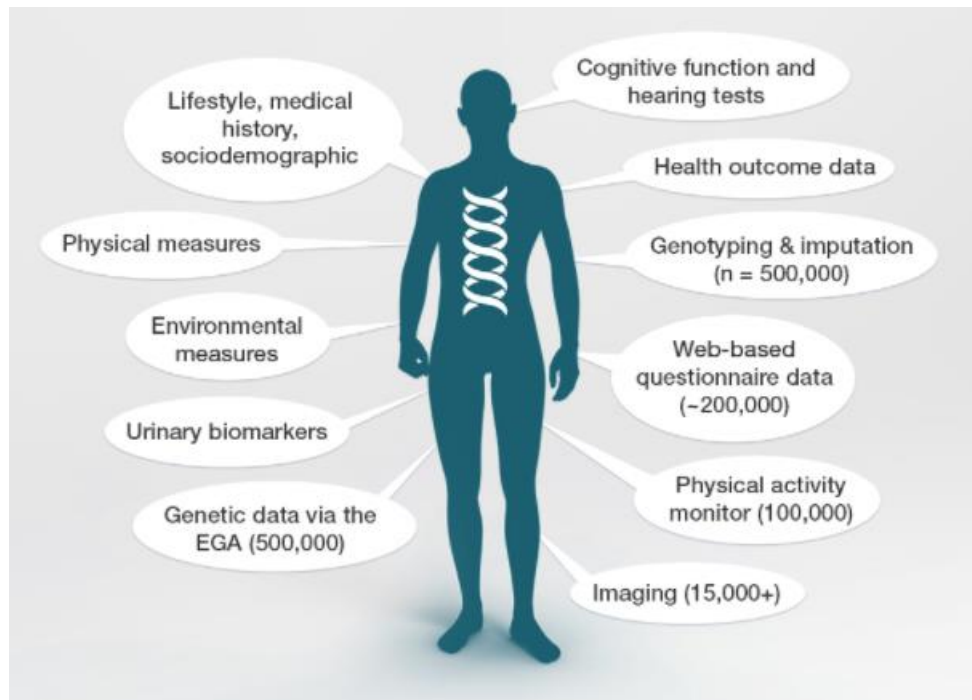 Lifestyle, medical
history,
sociodemographic
Physical measures
Environmental
measures
Urinary biomarkers
Genetic data via the
EGA (500,000)
Cognitive function and
hearing tests
Health outcome data
Genotyping & imputation
(n = 500,000)
Web-based
questionnaire data
(~200,000)
Physical activity
monitor (100,000)
Imaging (15,000+)